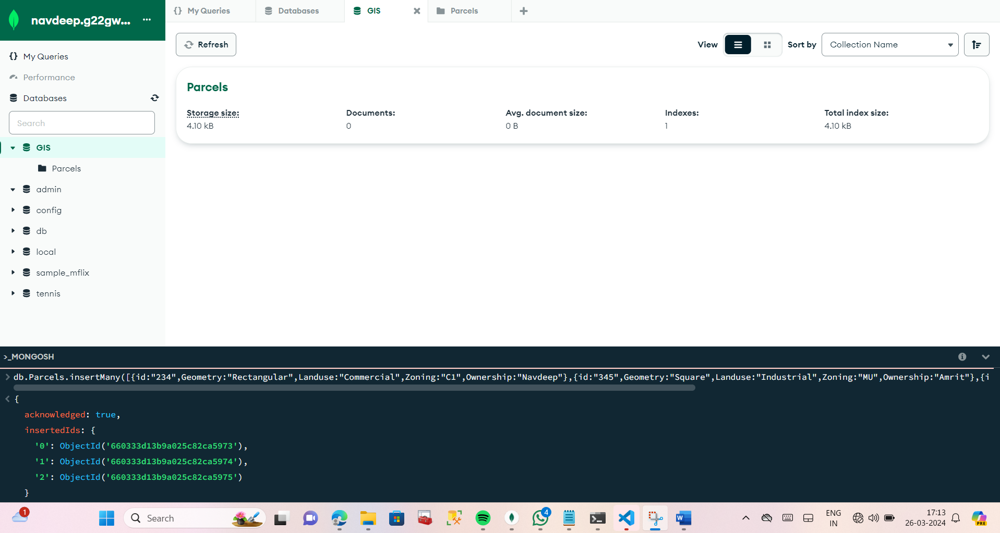 navdeep.g22gw... ...
My Queries
Databases
GIS
Parcels
My Queries
Performance
Databases
Search
GIS
Parcels
admin
config
db
local
sample_mflix
tennis
Refresh
View
Sort by
Collection Name
Parcels
Storage size: Documents: Avg. document size: Indexes: Total index size:
4.10 kB 0 0 B 1 4.10 kB
>_MONGOSH
> db.Parcels.insertMany([{id:"234",Geometry:"Rectangular",Landuse:"Commercial",Zoning:"C1",Ownership:"Navdeep"},{id:"345",Geometry:"Square",Landuse:"Industrial",Zoning:"MU",Ownership:"Amrit"},{i
< {
acknowledged: true,
insertedIds: {
'0': ObjectId('660333d13b9a025c82ca5973'),
'1': ObjectId('660333d13b9a025c82ca5974'),
'2': ObjectId('660333d13b9a025c82ca5975')
}
1
Search
4
W
ENG
IN
17:13
26-03-2024
PRE